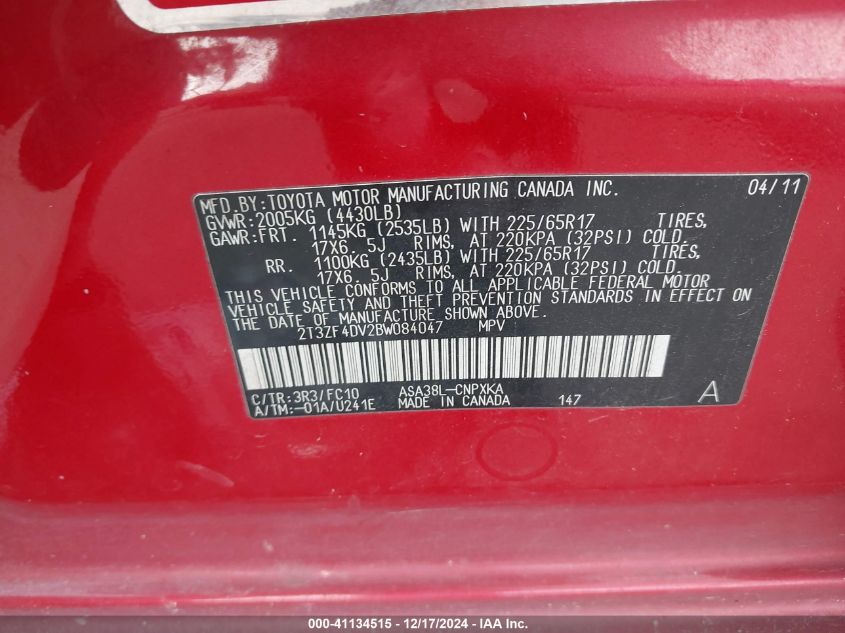 MFD. BY: TOYOTA MOTOR MANUFACTURING CANADA INC. 04/11
GVWR: 2005KG (4430LB)
GAWR: FRT. 1145KG (2535LB) WITH 225/65R17 TIRES,
17X6. 5J RIMS, AT 220KPA (32PSI) COLD.
RR. 1100KG (2435LB) WITH 225/65R17 TIRES,
17X6. 5J RIMS, AT 220KPA (32PSI) COLD.
THIS VEHICLE CONFORMS TO ALL APPLICABLE FEDERAL MOTOR
VEHICLE SAFETY AND THEFT PREVENTION STANDARDS IN EFFECT ON
THE DATE OF MANUFACTURE SHOWN ABOVE.
2T3ZF4DV2BW084047 MPV
C/TR: 3R3/FC10 ASA38L-CNPXKA
A/TM: -01A/U241E MADE IN CANADA 147 A
000-41134515 - 12/17/2024 - IAA Inc.